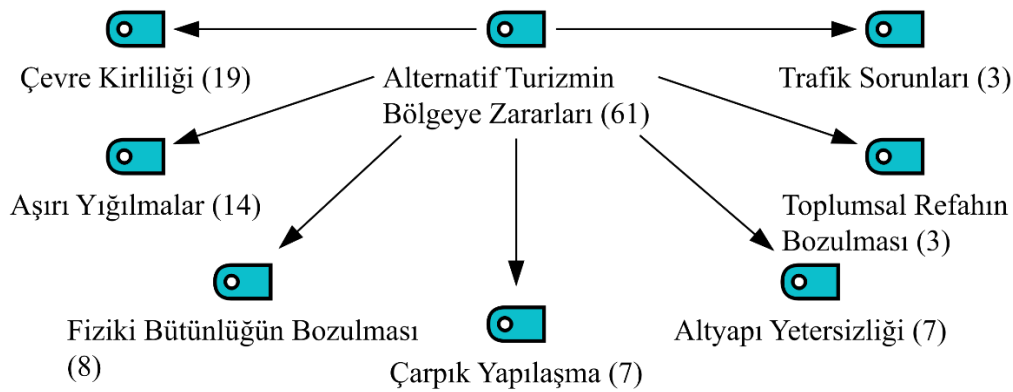 Çevre Kirliliği (19)
Alternatif Turizmin
Bölgeye Zararları (61)
Trafik Sorunları (3)
Aşırı Yığılmalar (14)
Toplumsal Refahın
Bozulması (3)
Fiziki Bütünlüğün Bozulması
(8)
Çarpık Yapılaşma (7)
Altyapı Yetersizliği (7)